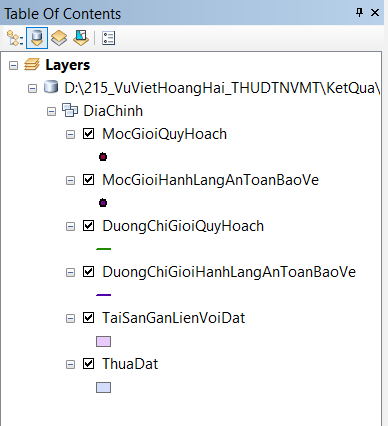 Table Of Contents
Layers
D:\215_VuVietHoangHai_THUDTNVMT\KetQua\
DiaChinh
MocGioiQuyHoach
MocGioiHanhLangAnToanBaoVe
DuongChiGioiQuyHoach
DuongChiGioiHanhLangAnToanBaoVe
TaiSanGanLienVoiDat
ThuaDat